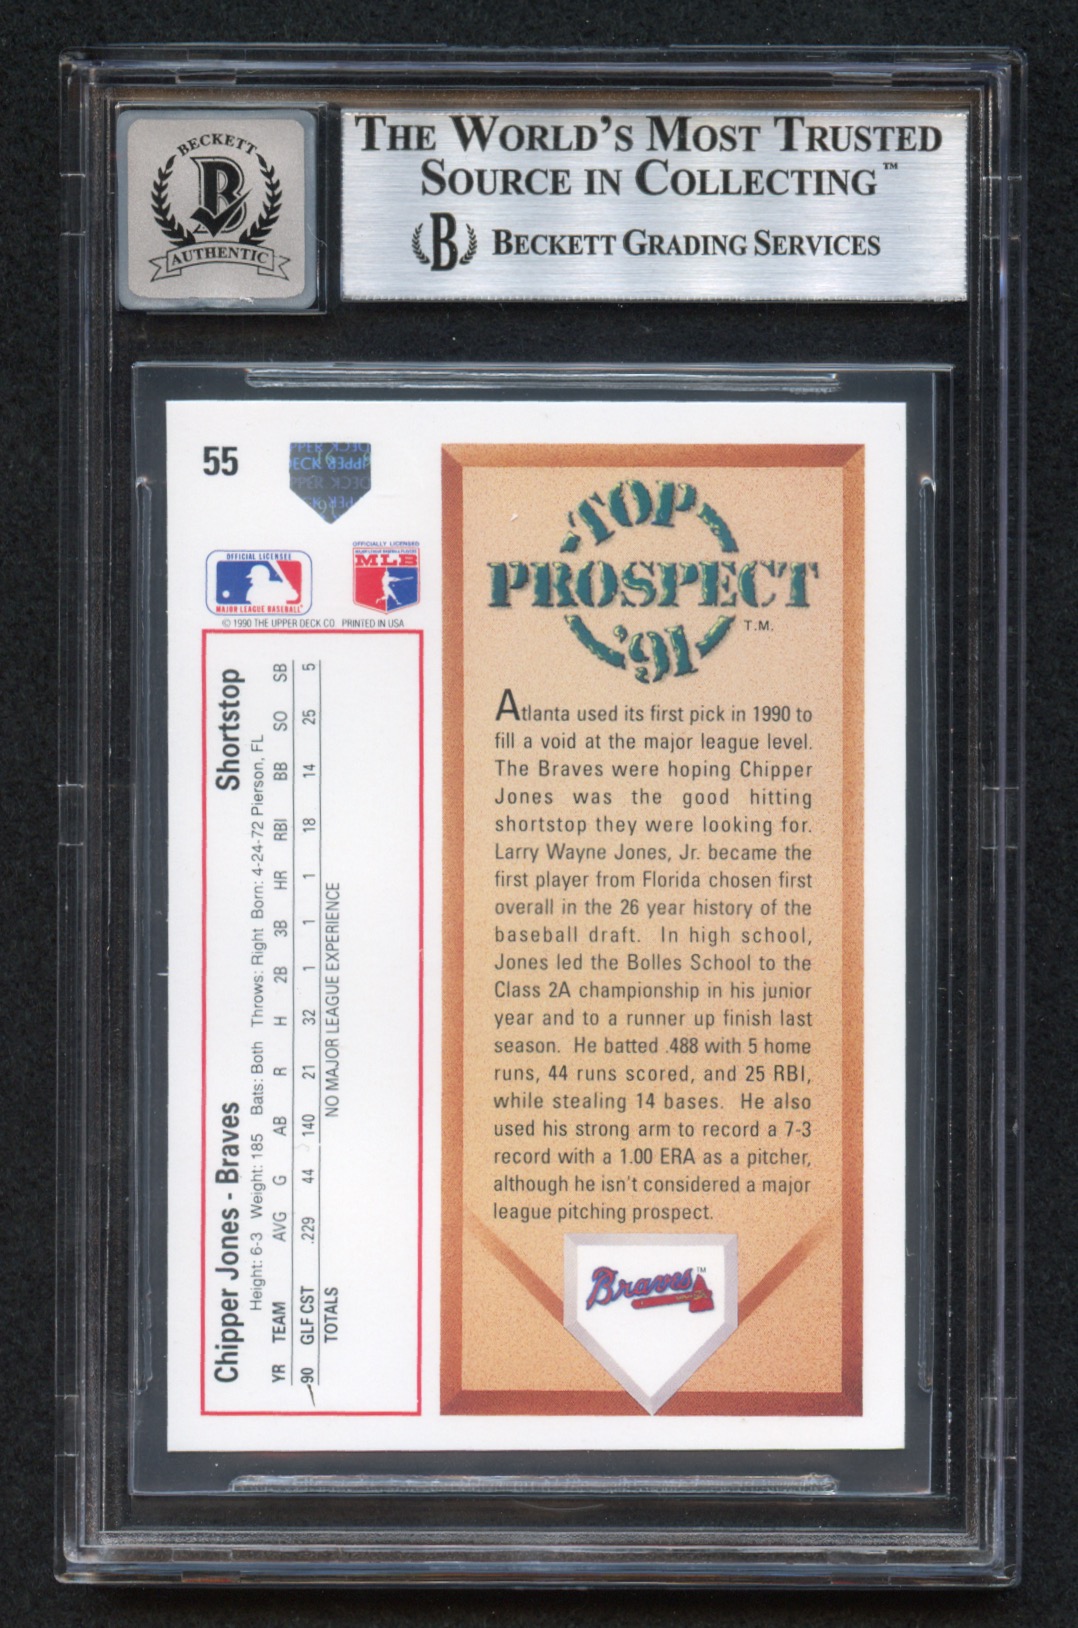 BECKETT
B
AUTHENTIC
THE WORLD'S MOST TRUSTED
SOURCE IN COLLECTING™
B BECKETT GRADING SERVICES
55
OFFICIAL LICENSEE
MAJOR LEAGUE BASEBALL
OFFICIALLY LICENSED
MAJOR LEAGUE BASEBALL PLAYERS
MLB
© 1990 THE UPPER DECK CO. PRINTED IN USA
Chipper Jones - Braves Shortstop
Height: 6-3 Weight: 185 Bats: Both Throws: Right Born: 4-24-72 Pierson, FL
YR TEAM AVG G AB R H 2B 3B HR RBI BB SO SB
90 GLF CST .229 44 140 21 32 1 1 1 18 14 25 5
TOTALS NO MAJOR LEAGUE EXPERIENCE
TOP
PROSPECT
'91
T.M.
Atlanta used its first pick in 1990 to
fill a void at the major league level.
The Braves were hoping Chipper
Jones was the good hitting
shortstop they were looking for.
Larry Wayne Jones, Jr. became the
first player from Florida chosen first
overall in the 26 year history of the
baseball draft. In high school,
Jones led the Bolles School to the
Class 2A championship in his junior
year and to a runner up finish last
season. He batted .488 with 5 home
runs, 44 runs scored, and 25 RBI,
while stealing 14 bases. He also
used his strong arm to record a 7-3
record with a 1.00 ERA as a pitcher,
although he isn't considered a major
league pitching prospect.
Braves™